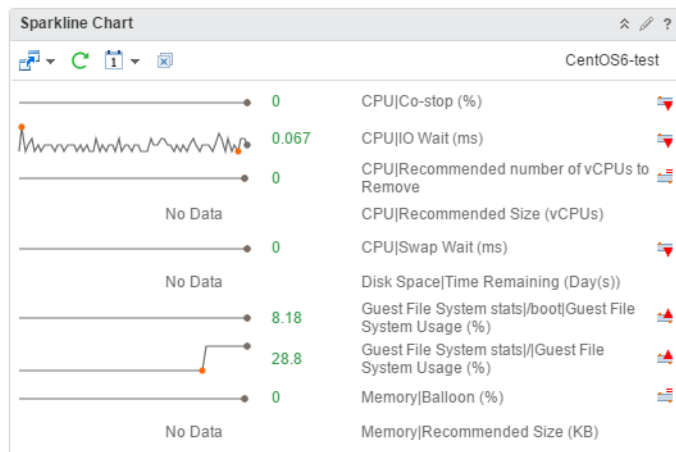 Sparkline Chart ?
1 CentOS6-test
0 CPU|Co-stop (%)
0.067 CPU|IO Wait (ms)
0 CPU|Recommended number of vCPUs to
Remove
No Data CPU|Recommended Size (vCPUs)
0 CPU|Swap Wait (ms)
No Data Disk Space|Time Remaining (Day(s))
8.18 Guest File System stats|/boot|Guest File
System Usage (%)
28.8 Guest File System stats|/|Guest File
System Usage (%)
0 Memory|Balloon (%)
No Data Memory|Recommended Size (KB)